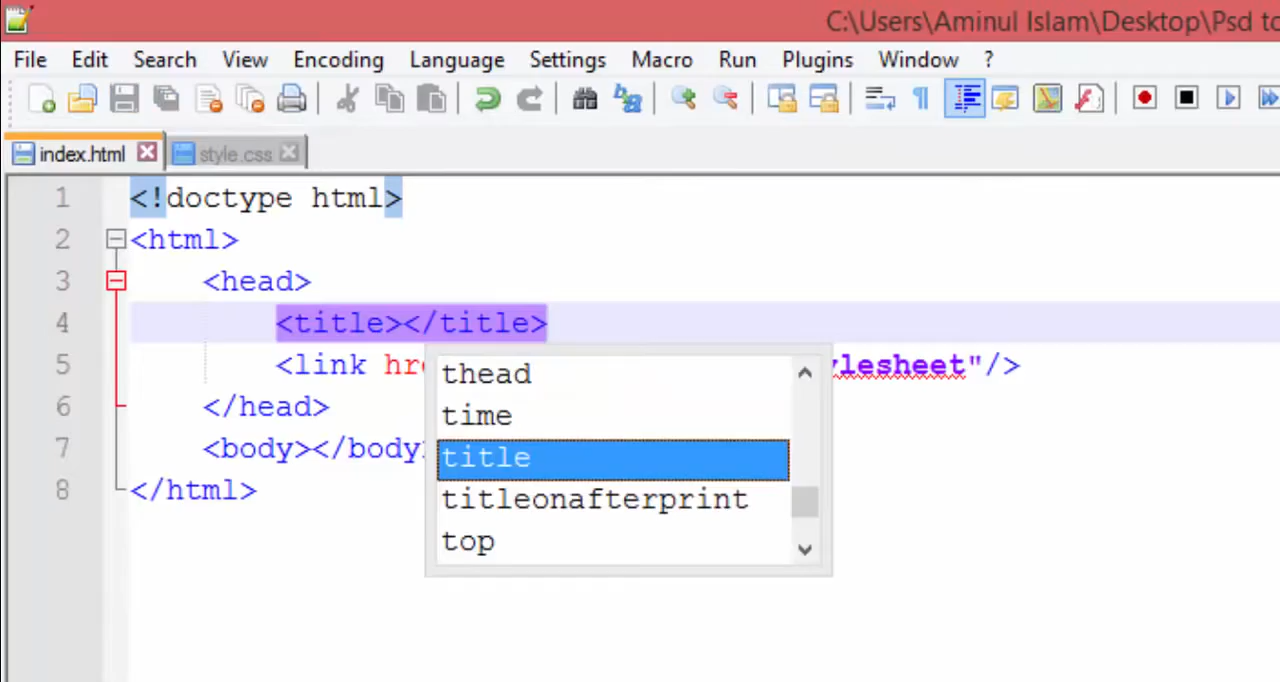 C:\Users\Aminul Islam\Desktop\Psd to
File Edit Search View Encoding Language Settings Macro Run Plugins Window ?
index.html style.css
1 <!doctype html>
2 <html>
3 <head>
4 <title></title>
5 <link hr ylesheet"/>
6 </head>
7 <body></body
8 </html>
thead
time
title
titleonafterprint
top